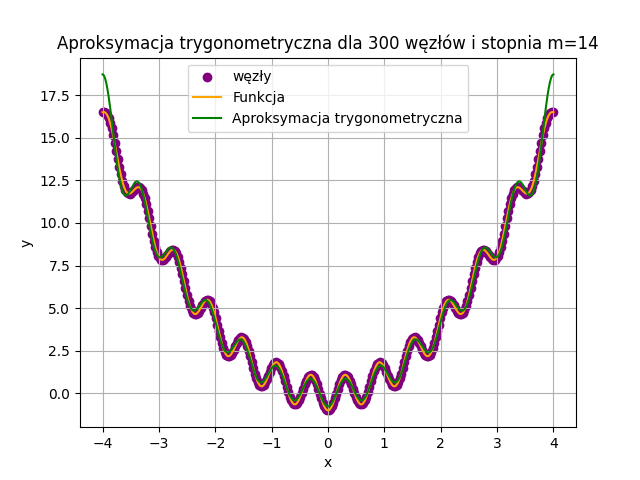 Aproksymacja trygonometryczna dla 300 węzłów i stopnia m=14
węzły
Funkcja
Aproksymacja trygonometryczna
17.5
15.0
12.5
10.0
7.5
5.0
2.5
0.0
y
−4 −3 −2 −1 0 1 2 3 4
x